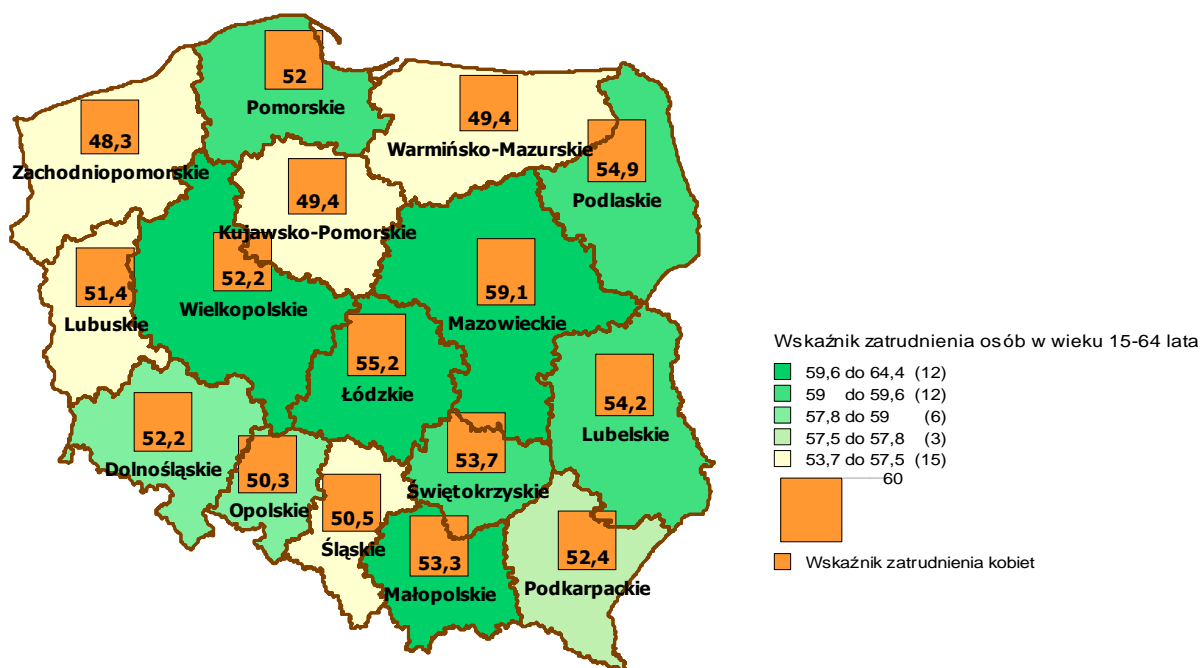 52
Pomorskie
49,4
Warmińsko-Mazurskie
48,3
Zachodniopomorskie
54,9
Podlaskie
49,4
Kujawsko-Pomorskie
52,2
Wielkopolskie
51,4
Lubuskie
59,1
Mazowieckie
55,2
Łódzkie
54,2
Lubelskie
52,2
Dolnośląskie
50,3
Opolskie
53,7
Świętokrzyskie
50,5
Śląskie
53,3
Małopolskie
52,4
Podkarpackie
Wskaźnik zatrudnienia osób w wieku 15-64 lata
59,6 do 64,4 (12)
59 do 59,6 (12)
57,8 do 59 (6)
57,5 do 57,8 (3)
53,7 do 57,5 (15)
60
Wskaźnik zatrudnienia kobiet